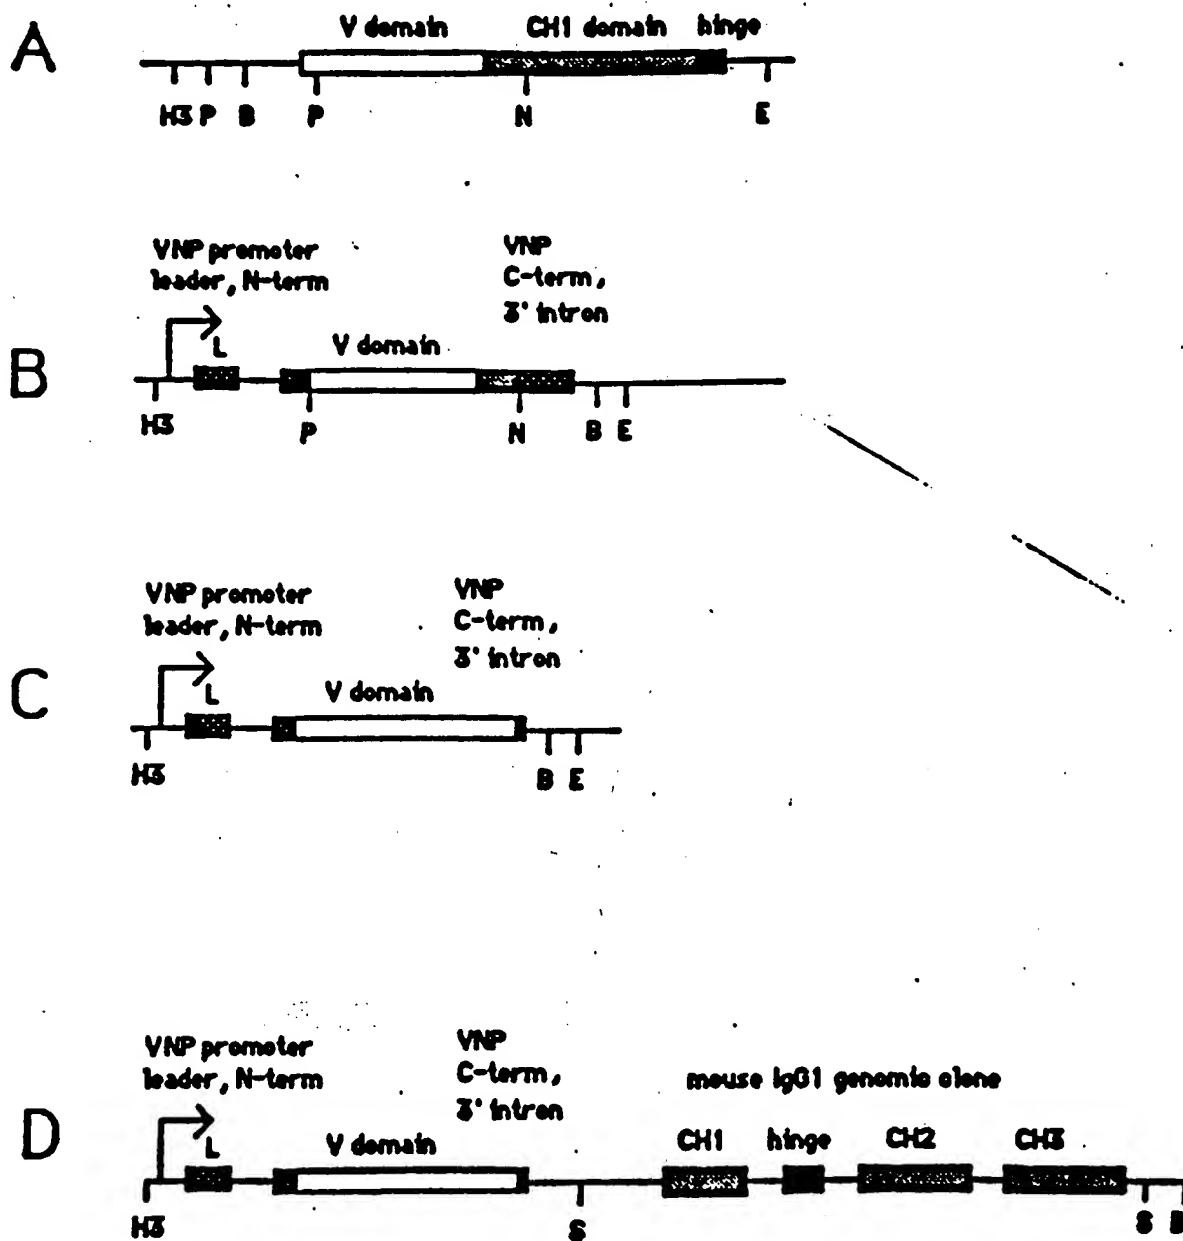 A
V domain CH1 domain hinge
H3 P B P N E
VNP promoter
leader, N-term
VNP
C-term,
3' intron
B
L
V domain
H3 P N B E
VNP promoter
leader, N-term
VNP
C-term,
3' intron
C
L
V domain
H3 B E
VNP promoter
leader, N-term
VNP
C-term,
3' intron
mouse IgG1 genomic clone
D
L
V domain CH1 hinge CH2 CH3
H3 S S